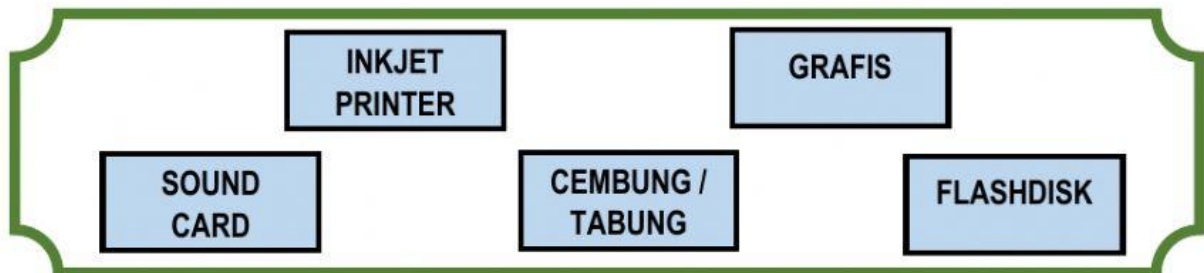 INKJET
PRINTER
GRAFIS
SOUND
CARD
CEMBUNG /
TABUNG
FLASHDISK